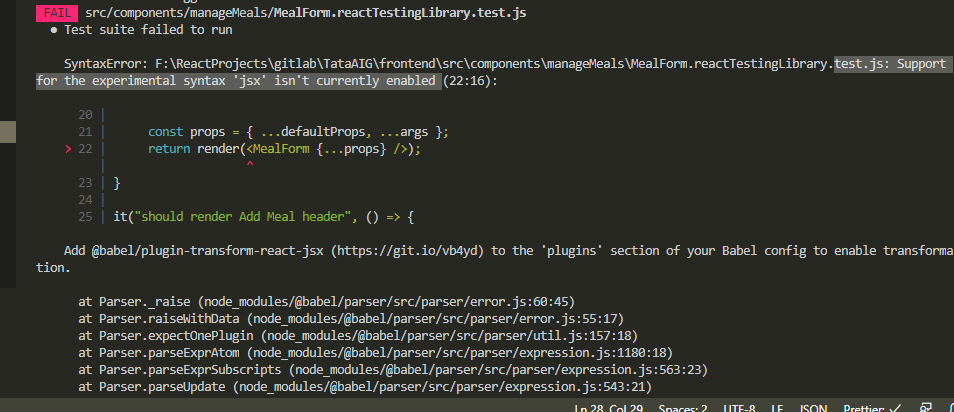 FAIL src/components/manageMeals/MealForm.reactTestingLibrary.test.js
● Test suite failed to run
SyntaxError: F:\ReactProjects\gitlab\TataAIG\frontend\src\components\manageMeals\MealForm.reactTestingLibrary.test.js: Support
for the experimental syntax 'jsx' isn't currently enabled (22:16):
20 |
21 | const props = { ...defaultProps, ...args };
> 22 | return render(<MealForm {...props} />);
| ^
23 | }
24 |
25 | it("should render Add Meal header", () => {
Add @babel/plugin-transform-react-jsx (https://git.io/vb4yd) to the 'plugins' section of your Babel config to enable transforma
tion.
at Parser._raise (node_modules/@babel/parser/src/parser/error.js:60:45)
at Parser.raiseWithData (node_modules/@babel/parser/src/parser/error.js:55:17)
at Parser.expectOnePlugin (node_modules/@babel/parser/src/parser/util.js:157:18)
at Parser.parseExprAtom (node_modules/@babel/parser/src/parser/expression.js:1180:18)
at Parser.parseExprSubscripts (node_modules/@babel/parser/src/parser/expression.js:563:23)
at Parser.parseUpdate (node_modules/@babel/parser/src/parser/expression.js:543:21)
Ln 28, Col 29 Spaces: 2 UTF-8 LF JSON Prettier: ✓